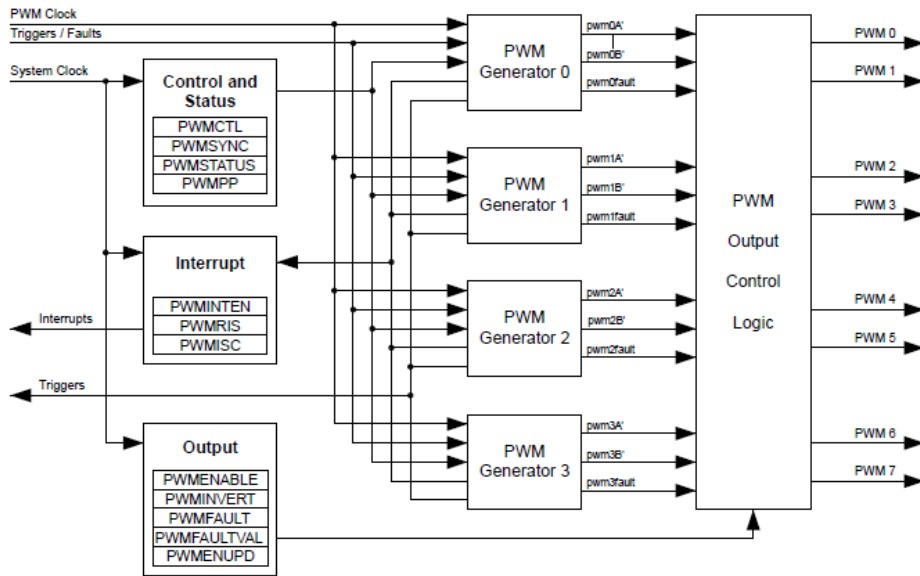 PWM Clock
Triggers / Faults
System Clock
Control and
Status
PWMCTL
PWMSYNC
PWMSTATUS
PWMPP
Interrupt
PWMINTEN
PWMRIS
PWMISC
Interrupts
Triggers
Output
PWMENABLE
PWMINVERT
PWMFAULT
PWMFAULTVAL
PWMENUPD
PWM
Generator 0
pwm0A'
pwm0B'
pwm0fault
PWM
Generator 1
pwm1A'
pwm1B'
pwm1fault
PWM
Generator 2
pwm2A'
pwm2B'
pwm2fault
PWM
Generator 3
pwm3A'
pwm3B'
pwm3fault
PWM
Output
Control
Logic
PWM 0
PWM 1
PWM 2
PWM 3
PWM 4
PWM 5
PWM 6
PWM 7